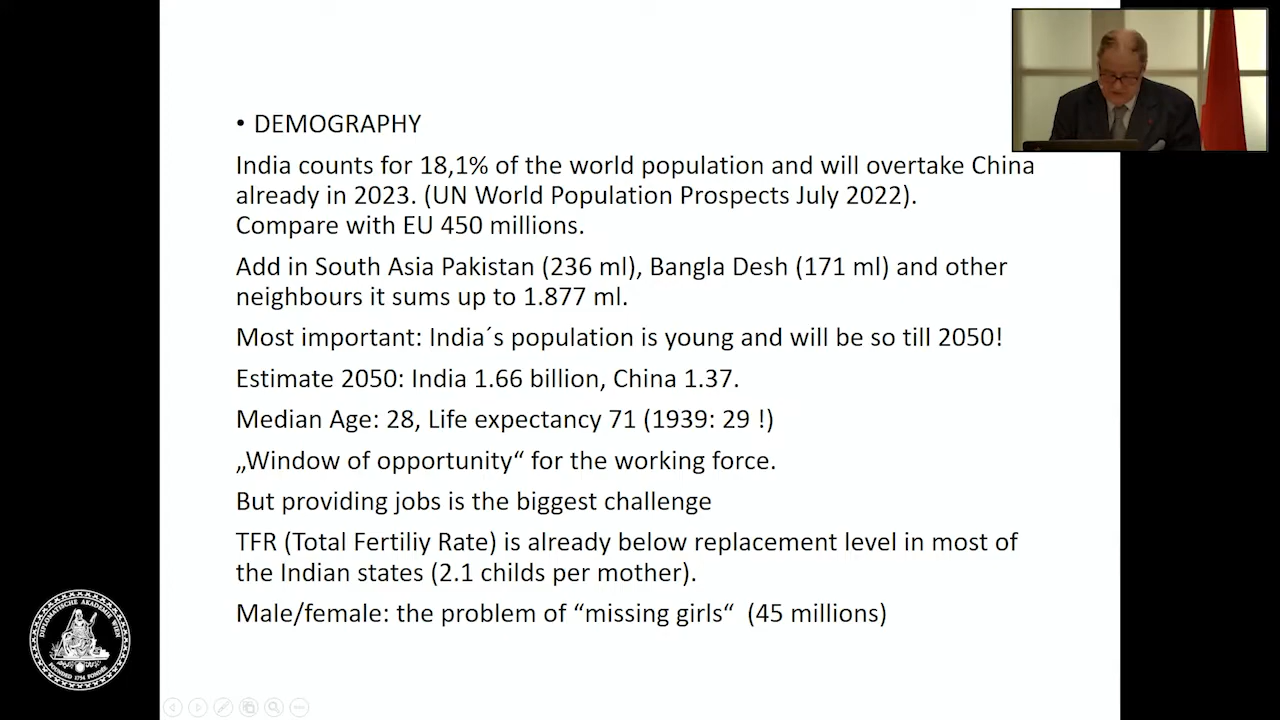 • DEMOGRAPHY
India counts for 18,1% of the world population and will overtake China
already in 2023. (UN World Population Prospects July 2022).
Compare with EU 450 millions.
Add in South Asia Pakistan (236 ml), Bangla Desh (171 ml) and other
neighbours it sums up to 1.877 ml.
Most important: India´s population is young and will be so till 2050!
Estimate 2050: India 1.66 billion, China 1.37.
Median Age: 28, Life expectancy 71 (1939: 29 !)
„Window of opportunity“ for the working force.
But providing jobs is the biggest challenge
TFR (Total Fertiliy Rate) is already below replacement level in most of
the Indian states (2.1 childs per mother).
Male/female: the problem of “missing girls“ (45 millions)
DIPLOMATISCHE AKADEMIE WIEN
FOUNDED 1754 FONDÉE